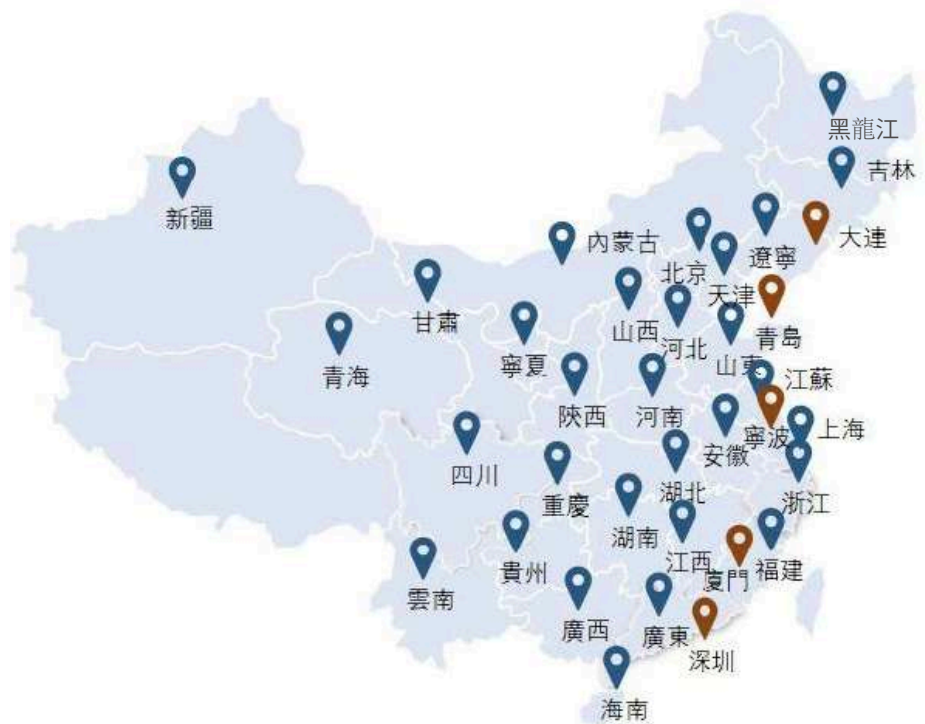 黑龍江
吉林
新疆
大連
內蒙古
遼寧
北京
天津
甘肅
山西
青島
寧夏
河北
山東
青海
江蘇
陝西
河南
上海
寧波
安徽
四川
湖北
重慶
浙江
湖南
江西
福建
貴州
廈門
雲南
廣西
廣東
深圳
海南